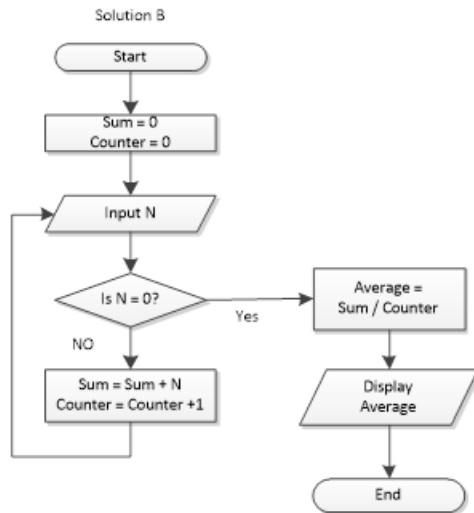 Solution B
Start
Sum = 0
Counter = 0
Input N
Is N = 0?
Yes
NO
Sum = Sum + N
Counter = Counter +1
Average =
Sum / Counter
Display
Average
End